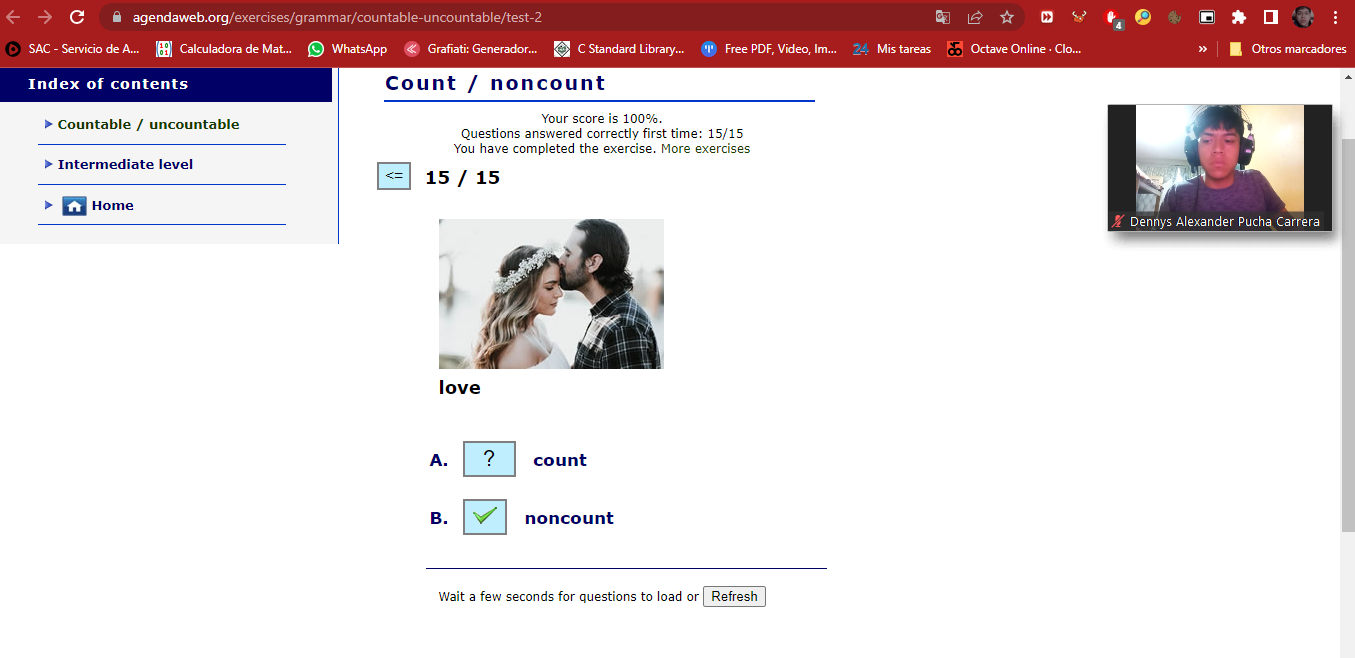 agendaweb.org/exercises/grammar/countable-uncountable/test-2
4
SAC - Servicio de A... Calculadora de Mat... WhatsApp Grafiati: Generador... C Standard Library,... Free PDF, Video, Im... 24 Mis tareas Octave Online · Clo... » Otros marcadores
Index of contents
Countable / uncountable
Intermediate level
Home
Count / noncount
Your score is 100%.
Questions answered correctly first time: 15/15
You have completed the exercise. More exercises
<= 15 / 15
love
A. ? count
B. noncount
Wait a few seconds for questions to load or Refresh
Dennys Alexander Pucha Carrera